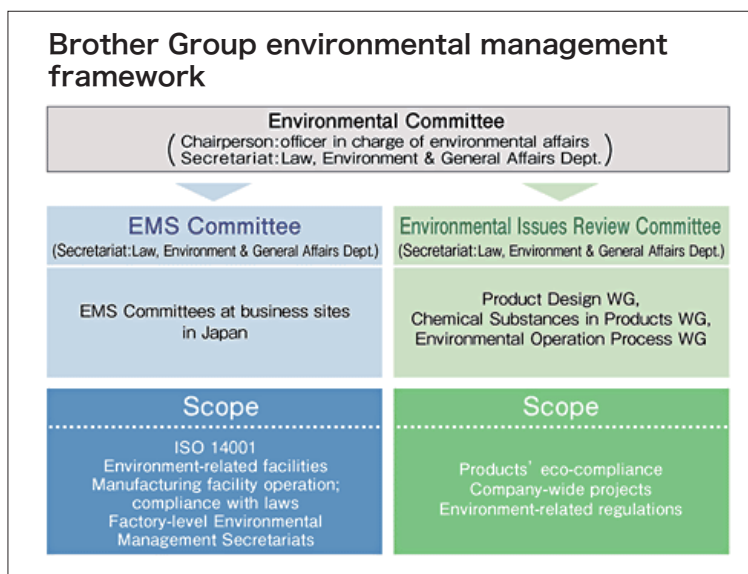 Brother Group environmental management
framework
Environmental Committee
(Chairperson:officer in charge of environmental affairs
Secretariat:Law, Environment & General Affairs Dept.)
EMS Committee
(Secretariat:Law, Environment & General Affairs Dept.)
EMS Committees at business sites
in Japan
Scope
ISO 14001
Environment-related facilities
Manufacturing facility operation;
compliance with laws
Factory-level Environmental
Management Secretariats
Environmental Issues Review Committee
(Secretariat:Law, Environment & General Affairs Dept.)
Product Design WG,
Chemical Substances in Products WG,
Environmental Operation Process WG
Scope
Products' eco-compliance
Company-wide projects
Environment-related regulations